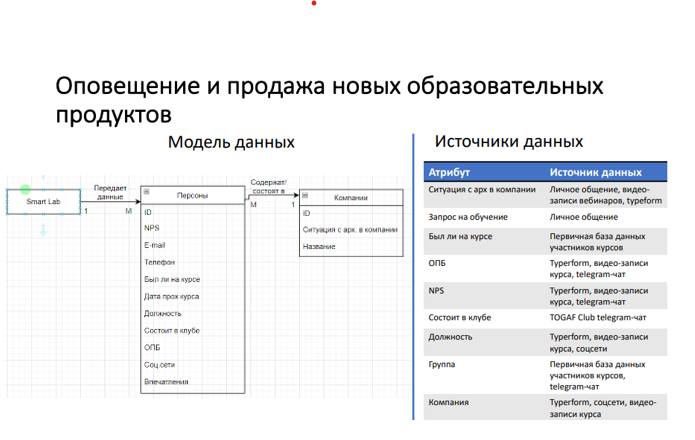 Оповещение и продажа новых образовательных
продуктов
Модель данных
Smart Lab
Передает
данные
1
M
Персоны
ID
NPS
E-mail
Телефон
Был ли на курсе
Дата прох курса
Должность
Состоит в клубе
ОПБ
Соц сети
Впечатления
Содержат/
состоят в
M
1
Компании
ID
Ситуация с арх. в компании
Название
Источники данных
Атрибут Источник данных
Ситуация с арх в компании Личное общение, видео-
записи вебинаров, typeform
Запрос на обучение Личное общение
Был ли на курсе Первичная база данных
участников курсов
ОПБ Typerform, видео-записи
курса, telegram-чат
NPS Typerform, видео-записи
курса, telegram-чат
Состоит в клубе TOGAF Club telegram-чат
Должность Typerform, видео-записи
курса, соцсети
Группа Первичная база данных
участников курсов,
telegram-чат
Компания Typerform, соцсети, видео-
записи курса